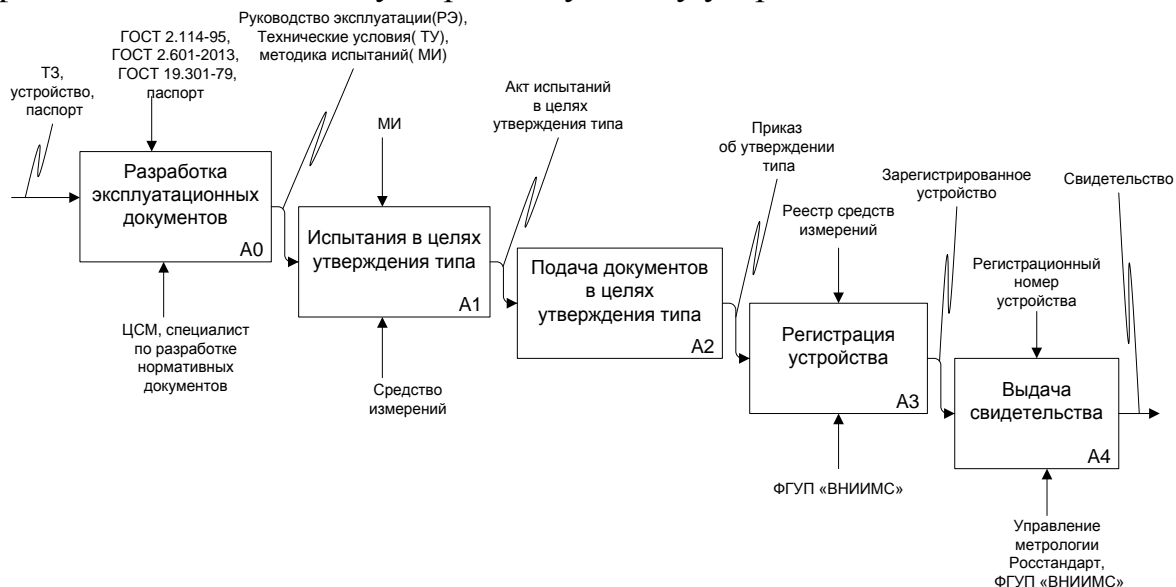 Руководство эксплуатации(РЭ),
Технические условия( ТУ),
методика испытаний( МИ)
ГОСТ 2.114-95,
ГОСТ 2.601-2013,
ГОСТ 19.301-79,
паспорт
ТЗ,
устройство,
паспорт
Акт испытаний
в целях
утверждения типа
МИ
Приказ
об утверждении
типа
Разработка
эксплуатационных
документов
А0
Зарегистрированное
устройство
Свидетельство
Реестр средств
измерений
Испытания в целях
утверждения типа
А1
Подача документов
в целях
утверждения типа
А2
Регистрационный
номер
устройства
ЦСМ, специалист
по разработке
нормативных
документов
Регистрация
устройства
А3
Средство
измерений
Выдача
свидетельства
А4
ФГУП «ВНИИМС»
Управление
метрологии
Росстандарт,
ФГУП «ВНИИМС»